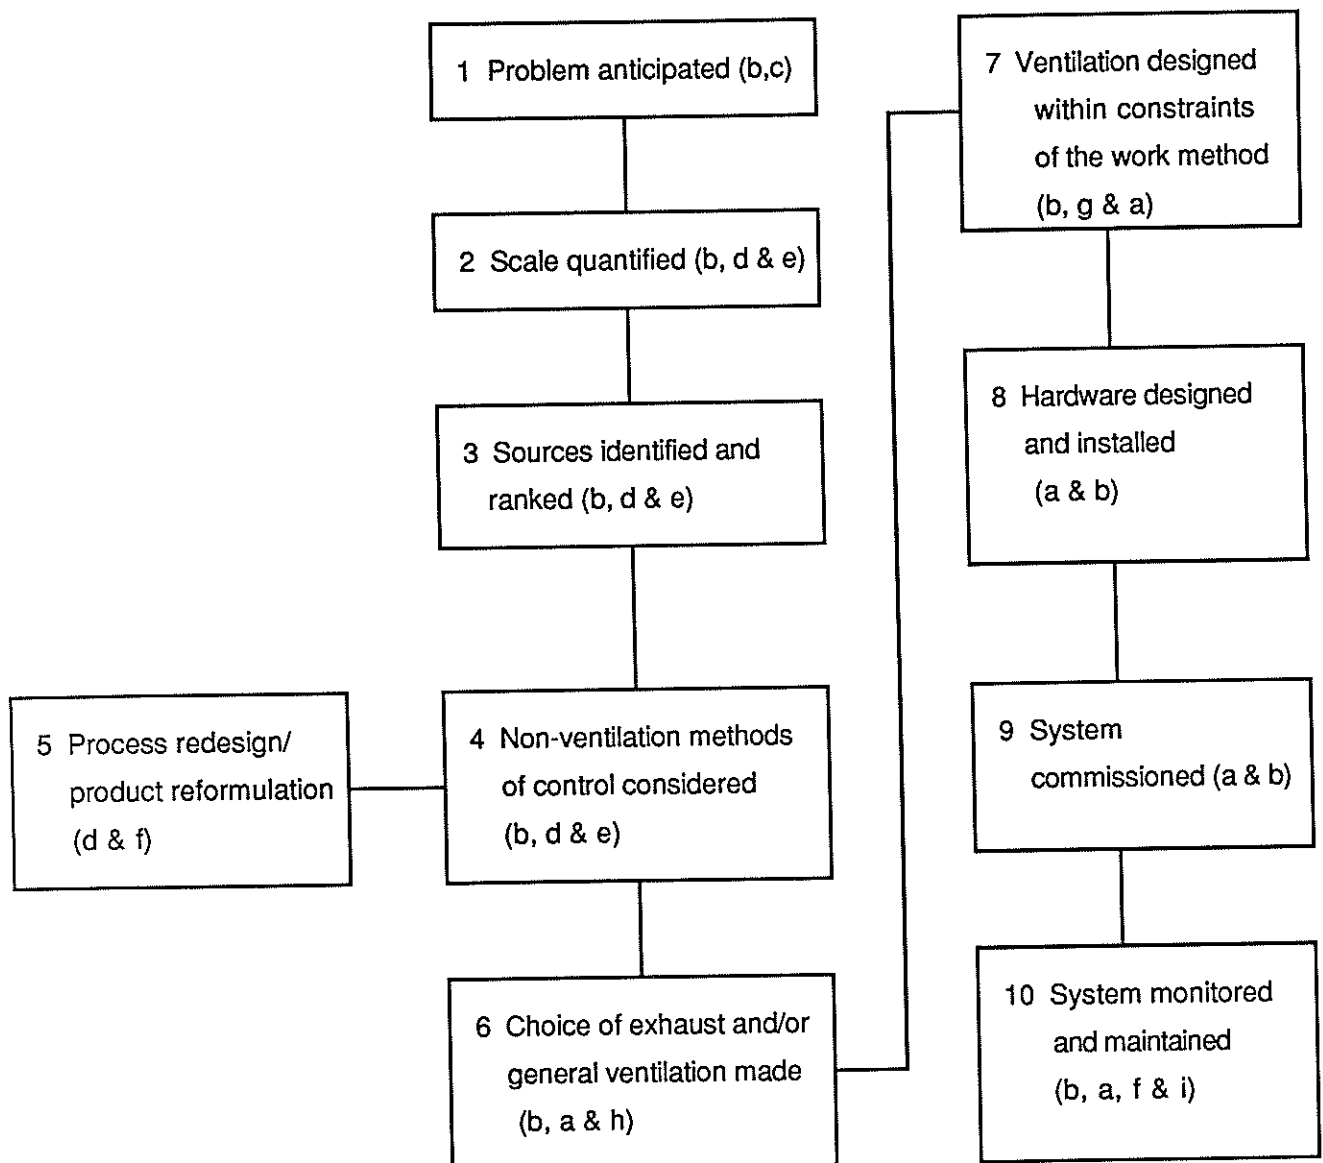 1 Problem anticipated (b,c)
2 Scale quantified (b, d & e)
3 Sources identified and
ranked (b, d & e)
4 Non-ventilation methods
of control considered
(b, d & e)
5 Process redesign/
product reformulation
(d & f)
6 Choice of exhaust and/or
general ventilation made
(b, a & h)
7 Ventilation designed
within constraints
of the work method
(b, g & a)
8 Hardware designed
and installed
(a & b)
9 System
commissioned (a & b)
10 System monitored
and maintained
(b, a, f & i)